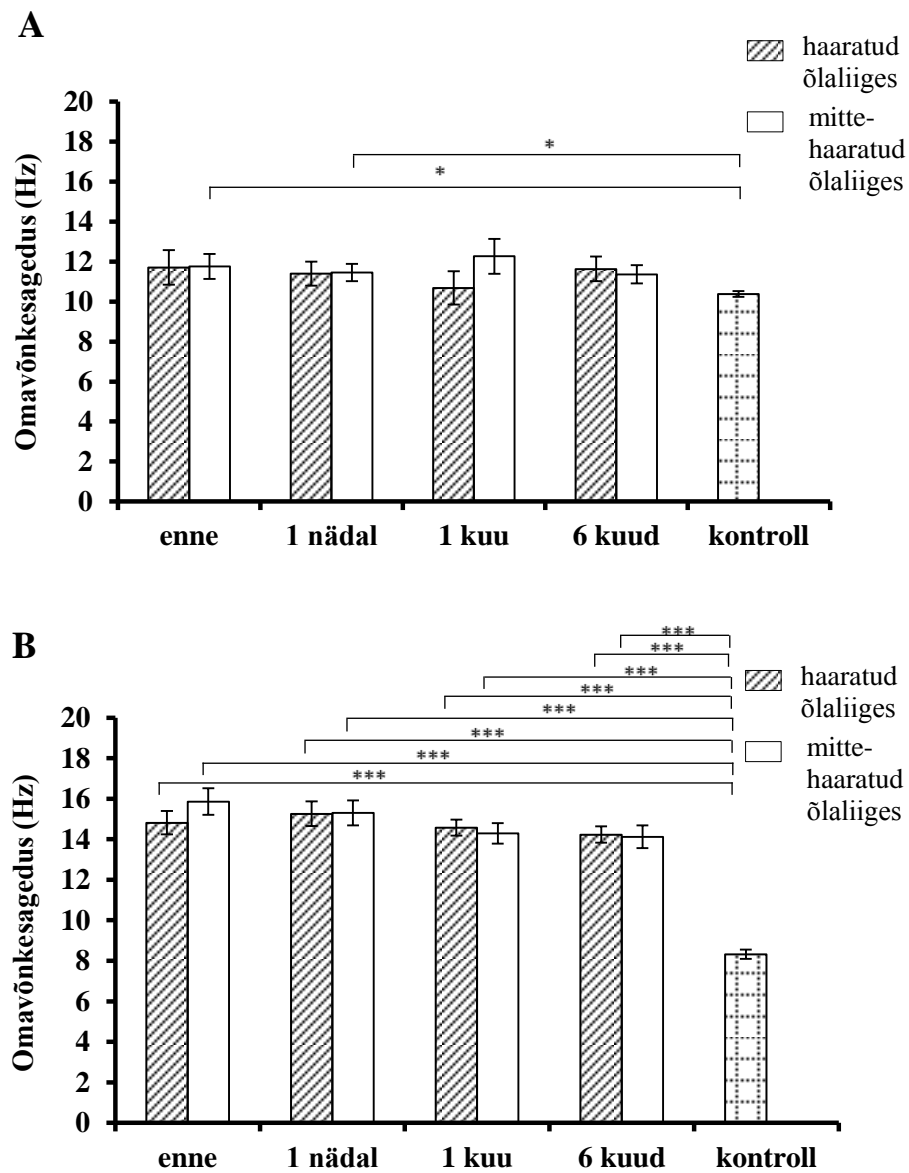 A
haaratud
õlaliiges
mitte-
haaratud
õlaliiges
Omavõnkesagedus (Hz)
20
18
16
14
12
10
8
6
4
2
0
*
*
enne 1 nädal 1 kuu 6 kuud kontroll
B
haaratud
õlaliiges
mitte-
haaratud
õlaliiges
Omavõnkesagedus (Hz)
20
18
16
14
12
10
8
6
4
2
0
***
***
***
***
***
***
***
***
enne 1 nädal 1 kuu 6 kuud kontroll